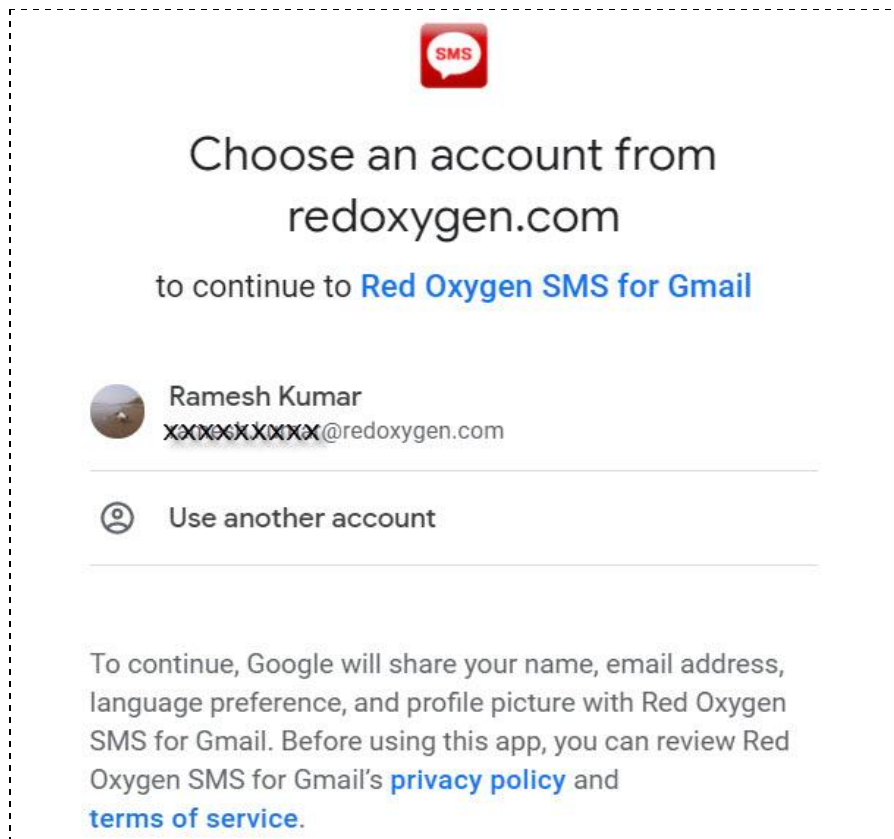 SMS
Choose an account from
redoxygen.com
to continue to Red Oxygen SMS for Gmail
Ramesh Kumar
@redoxygen.com
Use another account
To continue, Google will share your name, email address,
language preference, and profile picture with Red Oxygen
SMS for Gmail. Before using this app, you can review Red
Oxygen SMS for Gmail's privacy policy and
terms of service.